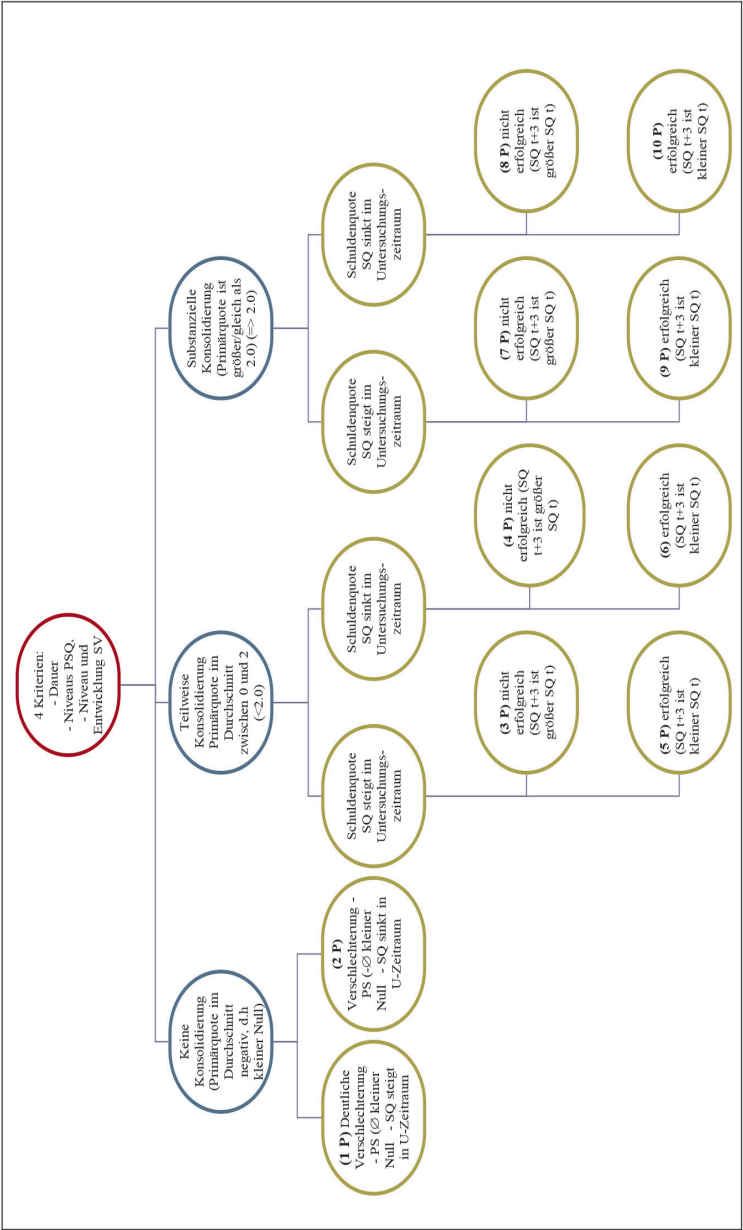 4 Kriterien:
- Dauer
- Niveaus PSQ,
- Niveau und
Entwicklung SV
Keine
Konsolidierung
(Primärquote im
Durchschnitt
negativ, d.h
kleiner Null)
(1 P) Deutliche
Verschlechterung
- PS (∅ kleiner
Null - SQ steigt
in U-Zeitraum
(2 P)
Verschlechterung -
PS (-∅ kleiner
Null - SQ sinkt in
U-Zeitraum
Teilweise
Konsolidierung
Primärquote im
Durchschnitt
zwischen 0 und 2
(<2.0)
Schuldenquote
SQ steigt im
Untersuchungs-
zeitraum
(3 P) nicht
erfolgreich
(SQ t+3 ist
größer SQ t)
(5 P) erfolgreich
(SQ t+3 ist
kleiner SQ t)
Schuldenquote
SQ sinkt im
Untersuchungs-
zeitraum
(4 P) nicht
erfolgreich (SQ
t+3 ist größer
SQ t)
(6) erfolgreich
(SQ t+3 ist
kleiner SQ t)
Substanzielle
Konsolidierung
(Primärquote ist
größer/gleich als
2.0) (=> 2.0)
Schuldenquote
SQ steigt im
Untersuchungs-
zeitraum
(7 P) nicht
erfolgreich
(SQ t+3 ist
größer SQ t)
(9 P) erfolgreich
(SQ t+3 ist
kleiner SQ t)
Schuldenquote
SQ sinkt im
Untersuchungs-
zeitraum
(8 P) nicht
erfolgreich
(SQ t+3 ist
größer SQ t)
(10 P)
erfolgreich
(SQ t+3 ist
kleiner SQ t)